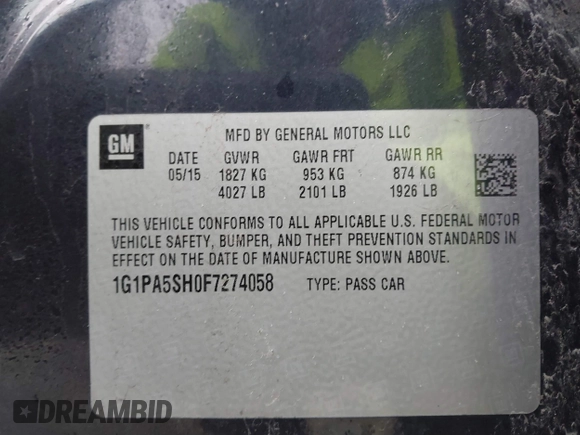 GM
MFD BY GENERAL MOTORS LLC
DATE GVWR GAWR FRT GAWR RR
05/15 1827 KG 953 KG 874 KG
4027 LB 2101 LB 1926 LB
THIS VEHICLE CONFORMS TO ALL APPLICABLE U.S. FEDERAL MOTOR
VEHICLE SAFETY, BUMPER, AND THEFT PREVENTION STANDARDS IN
EFFECT ON THE DATE OF MANUFACTURE SHOWN ABOVE.
1G1PA5SH0F7274058 TYPE: PASS CAR
DREAMBID